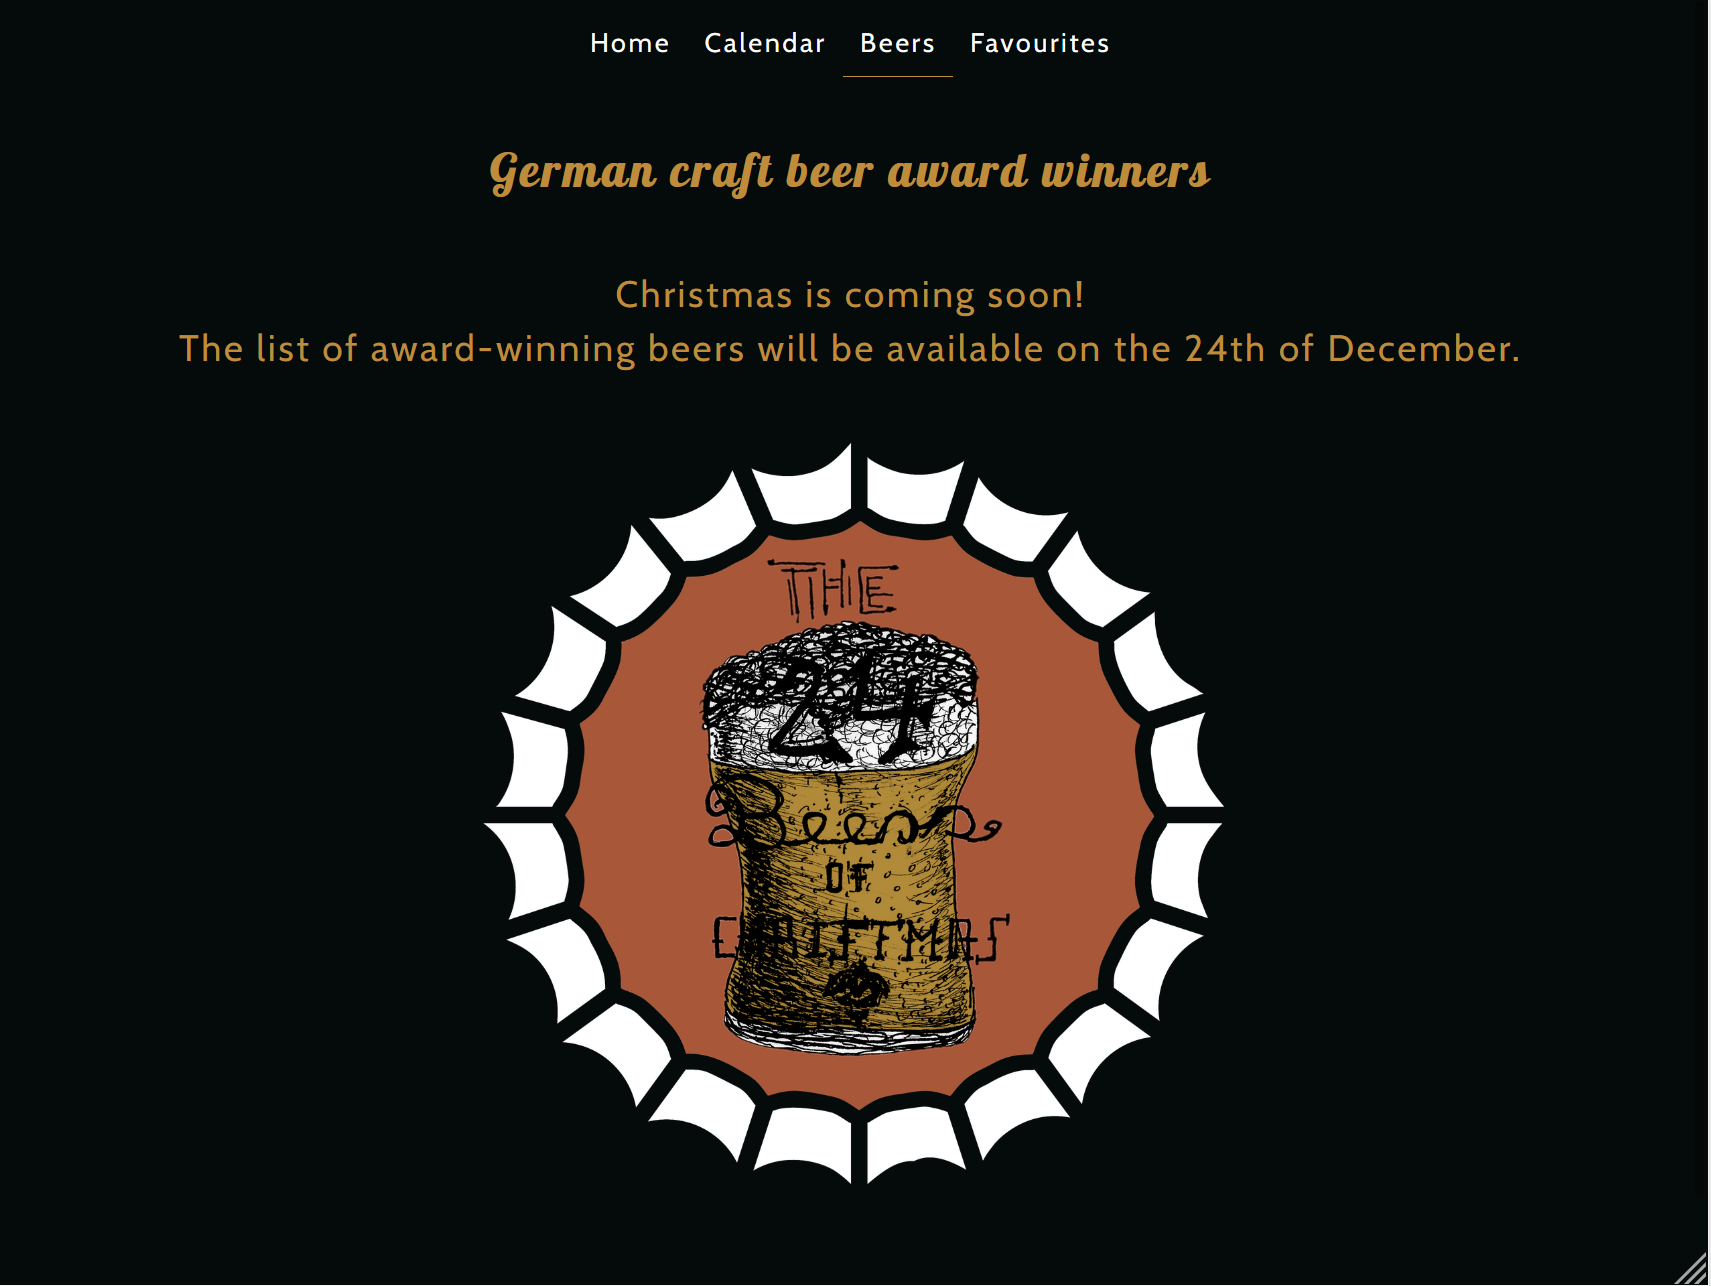 Home Calendar Beers Favourites
German craft beer award winners
Christmas is coming soon!
The list of award-winning beers will be available on the 24th of December.
THE
24
Beers
OF
CHRISTMAS